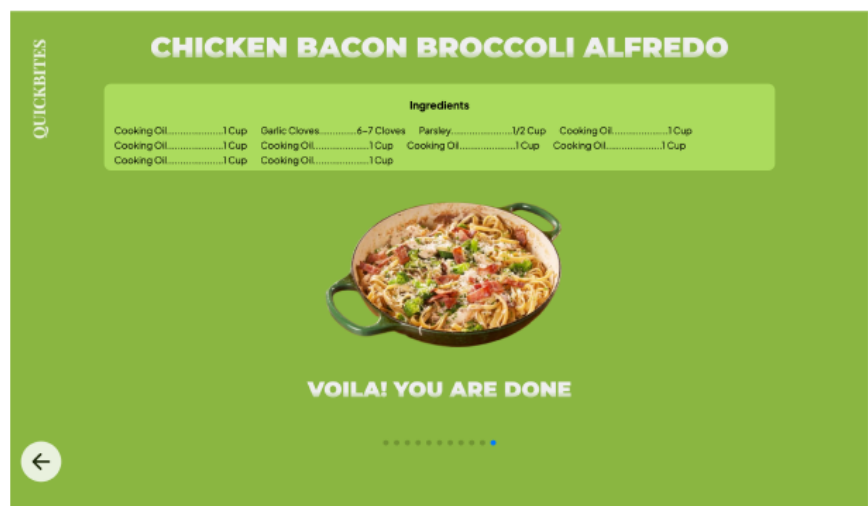 QUICKBITES
CHICKEN BACON BROCCOLI ALFREDO
Ingredients
Cooking Oil.....................1 Cup Garlic Cloves..............6-7 Cloves Parsley.......................1/2 Cup Cooking Oil.....................1 Cup
Cooking Oil.....................1 Cup Cooking Oil.....................1 Cup Cooking Oil.....................1 Cup Cooking Oil.....................1 Cup
Cooking Oil.....................1 Cup Cooking Oil.....................1 Cup
VOILA! YOU ARE DONE